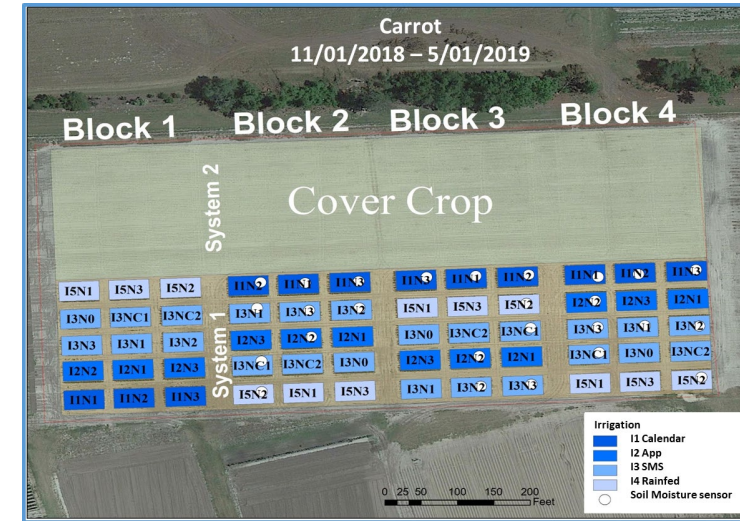 Carrot
11/01/2018 – 5/01/2019
Block 1
Block 2
Block 3
Block 4
System 2
Cover Crop
System 1
I5N1 I5N3 I5N2
I3N0 I3NC1 I3NC2
I3N3 I3N1 I3N2
I2N2 I2N1 I2N3
I1N1 I1N2 I1N3
I1N2 I1N1 I1N3
I3N1 I3N3 I3N2
I2N3 I2N2 I2N1
I3NC1 I3NC2 I3N0
I5N2 I5N1 I5N3
I1N3 I1N1 I1N2
I5N1 I5N3 I5N2
I3N0 I3NC2 I3NC1
I2N3 I2N2 I2N1
I3N1 I3N2 I3N3
I1N1 I1N2 I1N3
I2N2 I2N3 I2N1
I3N3 I3N1 I3N2
I3NC1 I3N0 I3NC2
I5N1 I5N3 I5N2
Irrigation
I1 Calendar
I2 App
I3 SMS
I4 Rainfed
Soil Moisture sensor
0 25 50 100 150 200
Feet